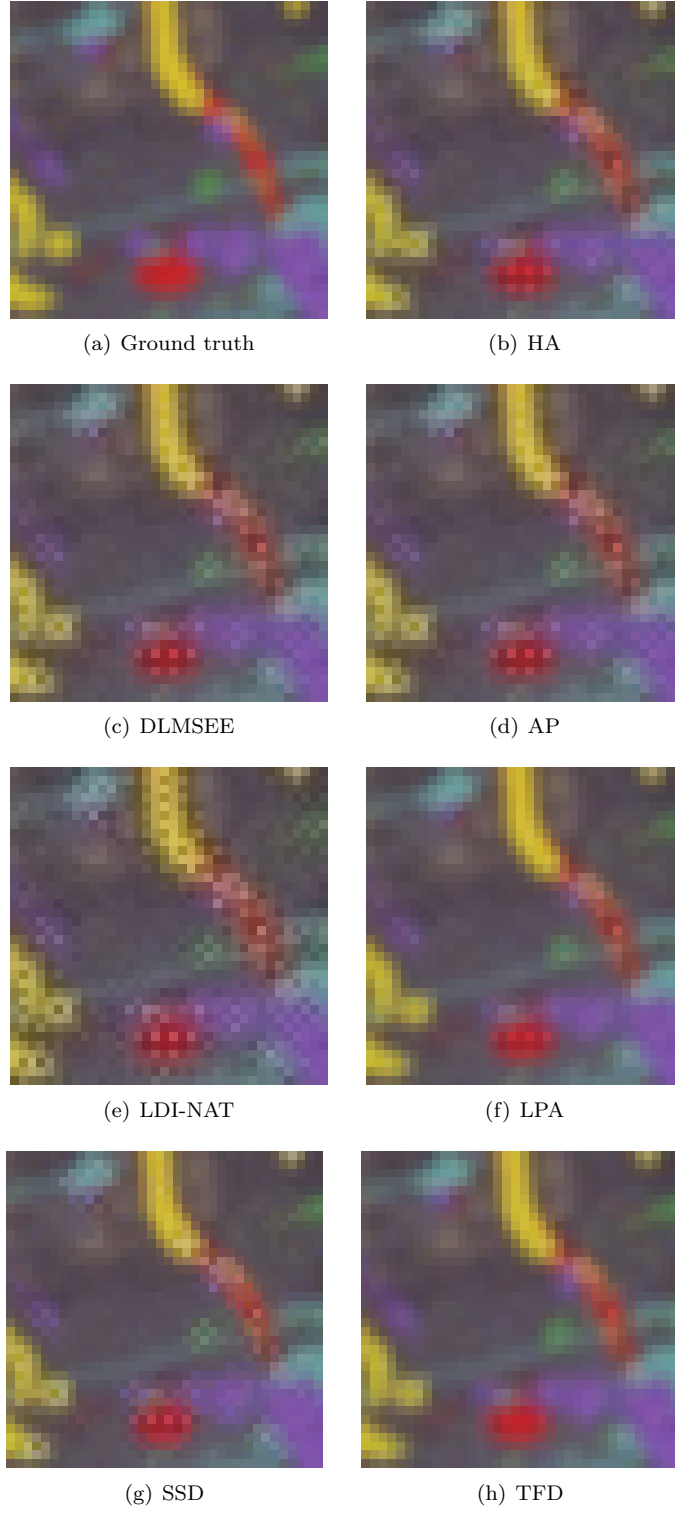 (a) Ground truth
(b) HA
(c) DLMSEE
(d) AP
(e) LDI-NAT
(f) LPA
(g) SSD
(h) TFD